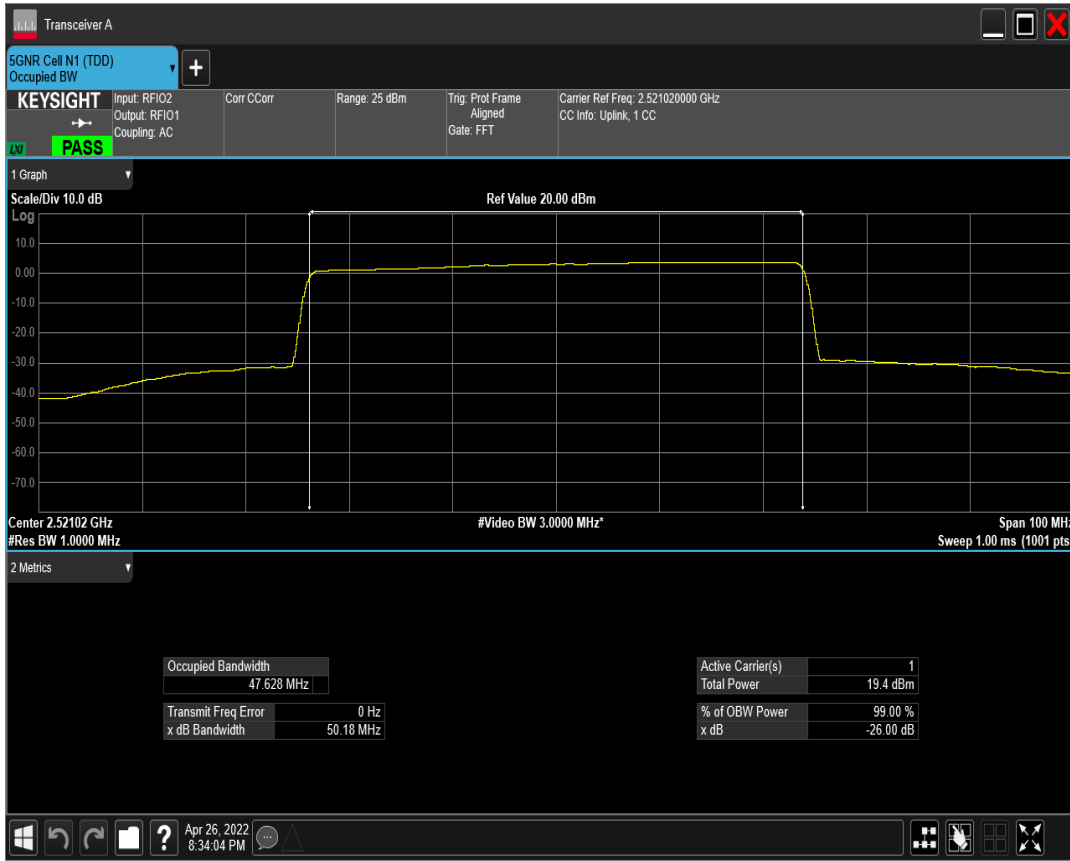 Transceiver A
5GNR Cell N1 (TDD)
Occupied BW
KEYSIGHT
LXI
PASS
Input: RFIO2
Output: RFIO1
Coupling: AC
Corr CCorr
Range: 25 dBm
Trig: Prot Frame
Aligned
Gate: FFT
Carrier Ref Freq: 2.521020000 GHz
CC Info: Uplink, 1 CC
1 Graph
Scale/Div 10.0 dB
Ref Value 20.00 dBm
Log
10.0
0.00
-10.0
-20.0
-30.0
-40.0
-50.0
-60.0
-70.0
Center 2.52102 GHz
#Video BW 3.0000 MHz*
Span 100 MHz
#Res BW 1.0000 MHz
Sweep 1.00 ms (1001 pts
2 Metrics
Occupied Bandwidth
47.628 MHz
Transmit Freq Error 0 Hz
x dB Bandwidth 50.18 MHz
Active Carrier(s) 1
Total Power 19.4 dBm
% of OBW Power 99.00 %
x dB -26.00 dB
?
Apr 26, 2022
8:34:04 PM